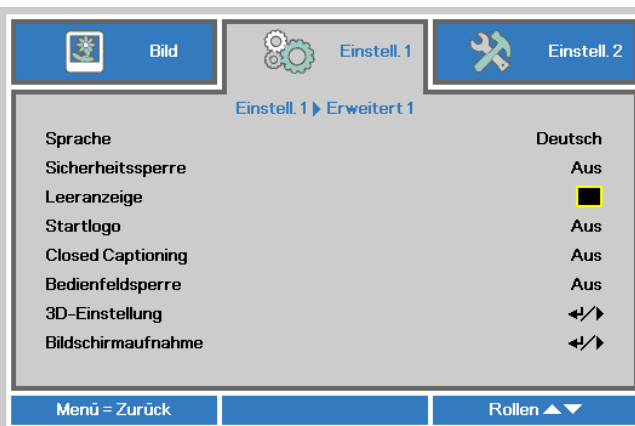 Bild
Einstell. 1
Einstell. 2
Einstell. 1 Erweitert 1
Sprache Deutsch
Sicherheitssperre Aus
Leeranzeige
Startlogo Aus
Closed Captioning Aus
Bedienfeldsperre Aus
3D-Einstellung
Bildschirmaufnahme
Menü = Zurück
Rollen